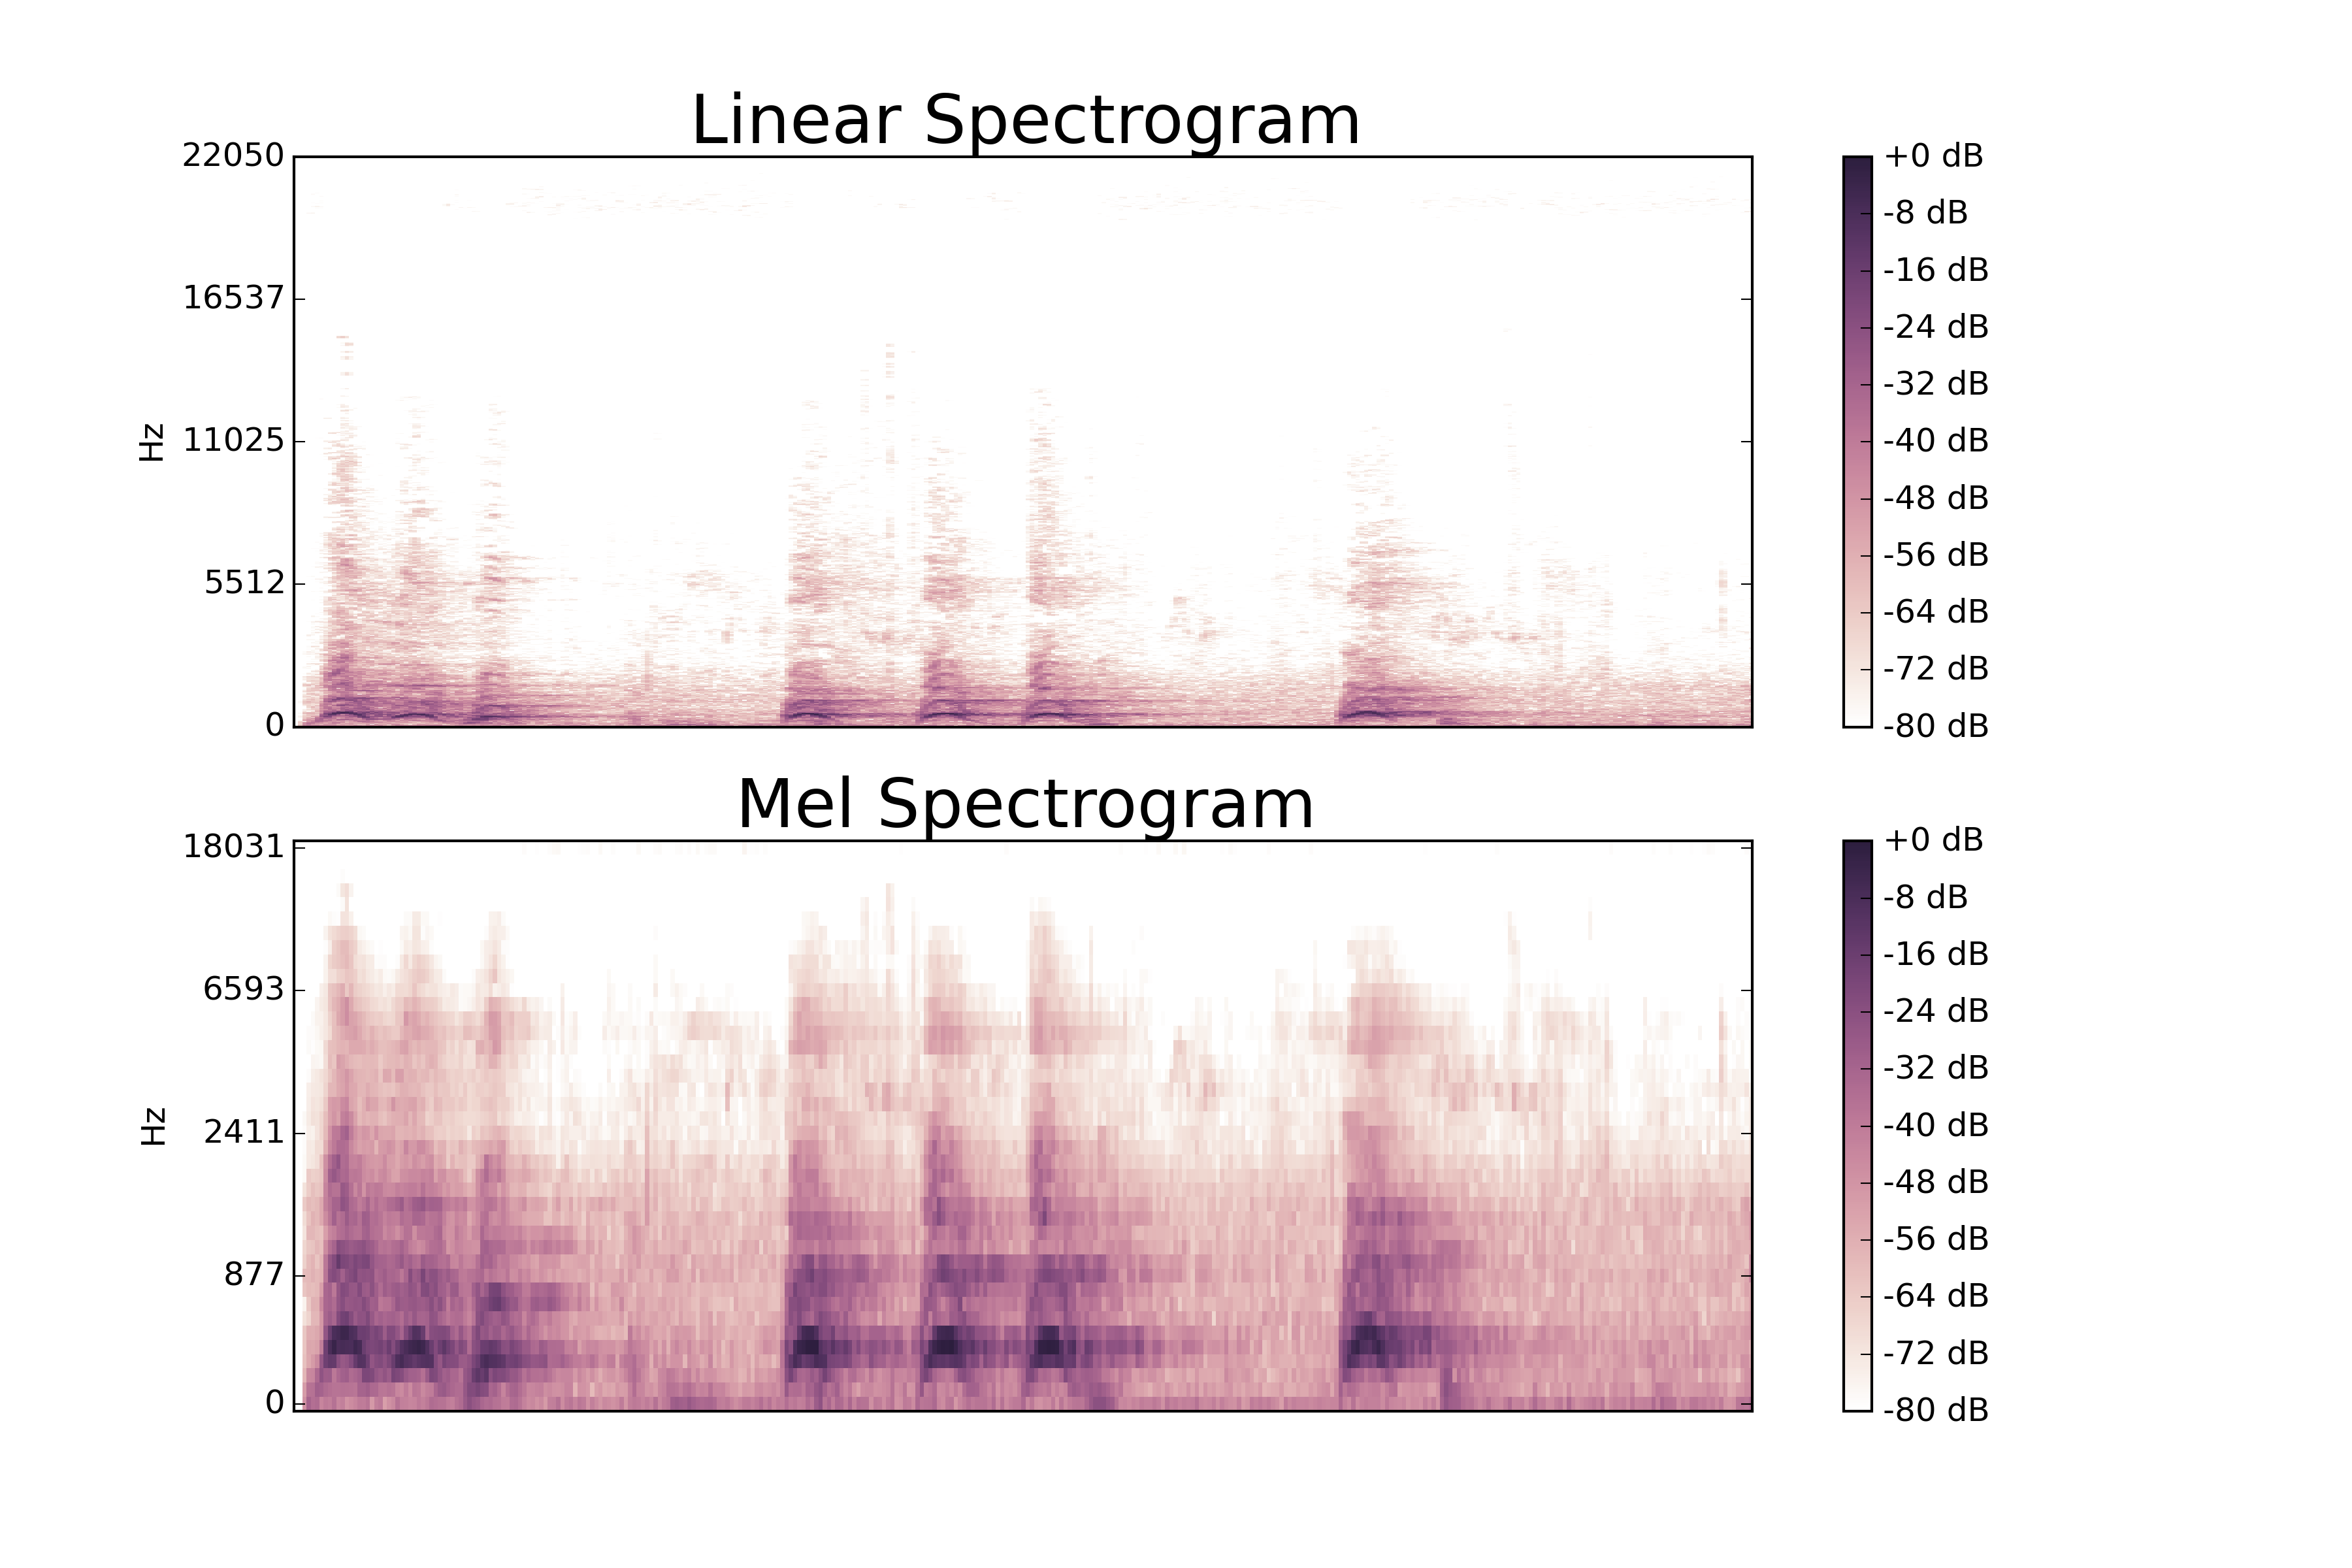 Linear Spectrogram
22050
16537
11025
5512
0
Hz
+0 dB
-8 dB
-16 dB
-24 dB
-32 dB
-40 dB
-48 dB
-56 dB
-64 dB
-72 dB
-80 dB
Mel Spectrogram
18031
6593
2411
877
0
Hz
+0 dB
-8 dB
-16 dB
-24 dB
-32 dB
-40 dB
-48 dB
-56 dB
-64 dB
-72 dB
-80 dB